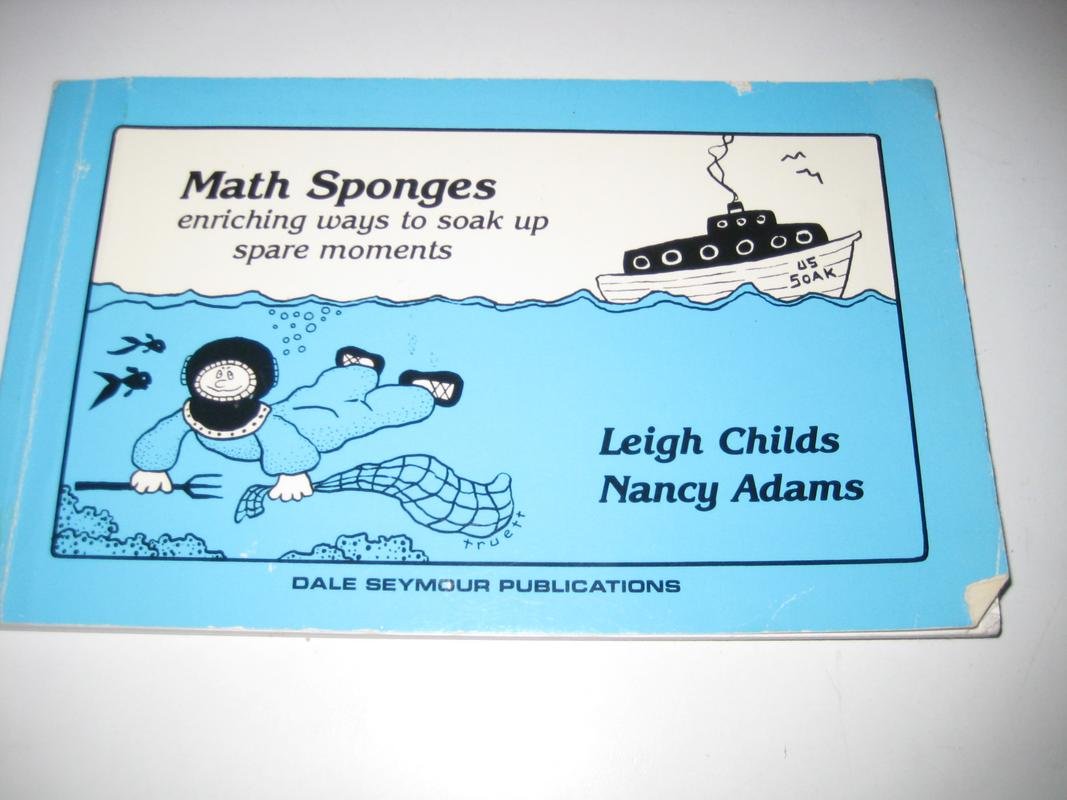 Math Sponges
enriching ways to soak up
spare moments
US
SOAK
Leigh Childs
Nancy Adams
truett
DALE SEYMOUR PUBLICATIONS